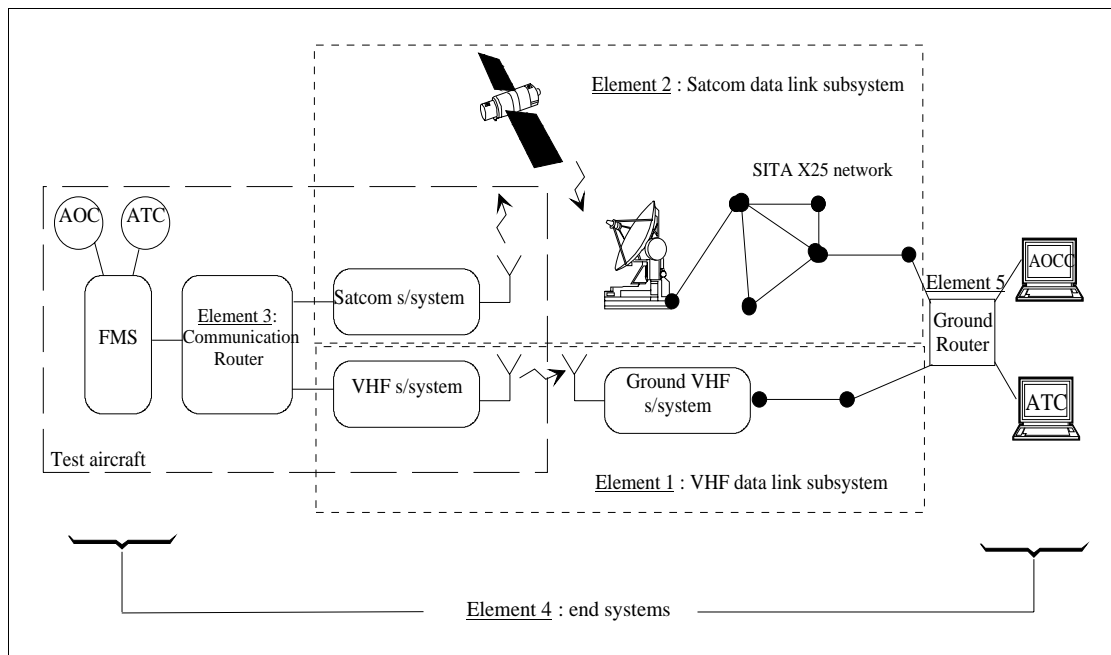 Element 2 : Satcom data link subsystem
SITA X25 network
AOC
ATC
FMS
Element 3:
Communication
Router
Satcom s/system
VHF s/system
Ground VHF
s/system
Element 5
Ground
Router
AOCC
ATC
Test aircraft
Element 1 : VHF data link subsystem
Element 4 : end systems